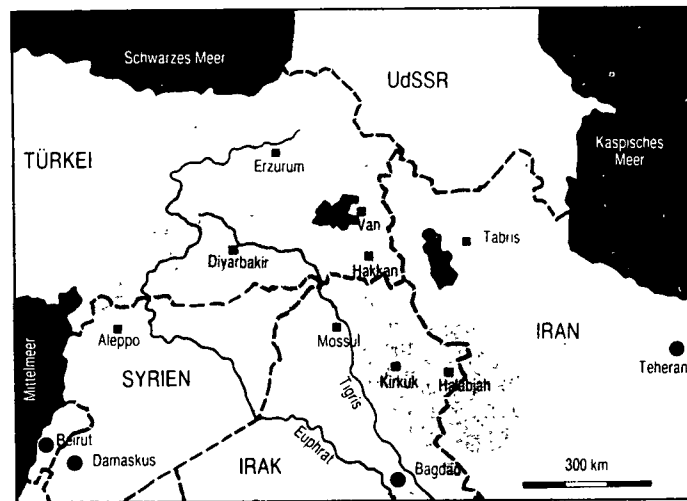 Schwarzes Meer
UdSSR
Kaspisches
Meer
TÜRKEI
Erzurum
Van
Tabris
Diyarbakir
Hakkan
Aleppo
Mossul
IRAN
Mittelmeer
SYRIEN
Tigris
Kirkuk
Halabjah
Teheran
Beirut
Damaskus
Euphrat
IRAK
Bagdad
300 km